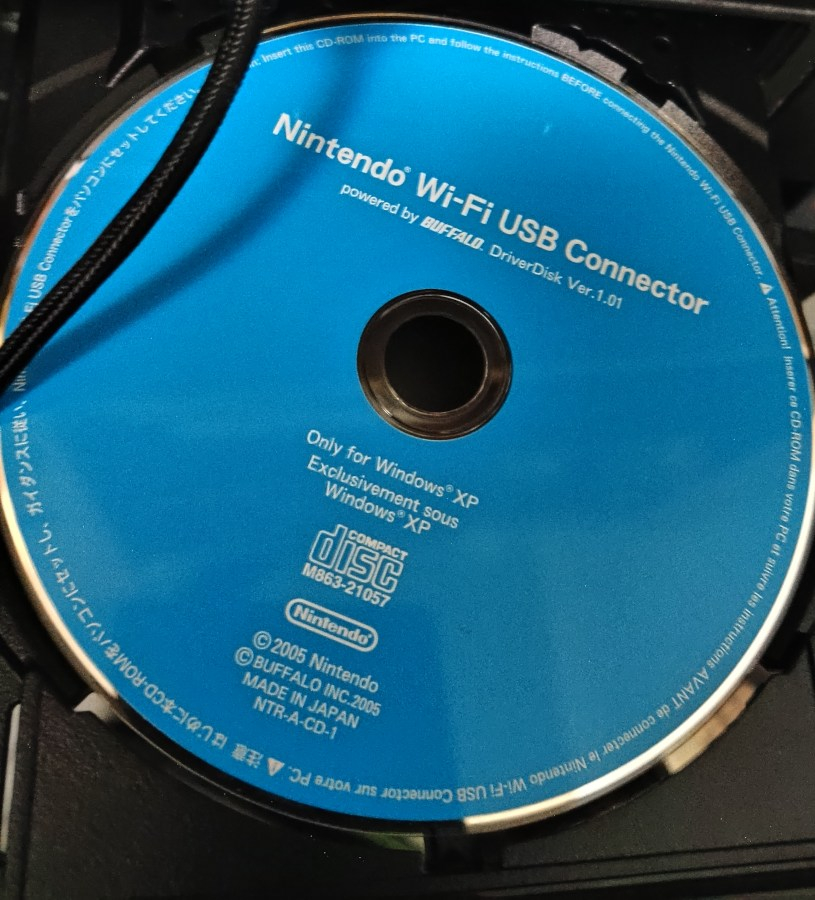 Nintendo® Wi-Fi USB Connector
powered by BUFFALO. DriverDisk Ver.1.01
Only for Windows® XP
Exclusivement sous
Windows® XP
COMPACT
disc
M863-21057
Nintendo®
© 2005 Nintendo
© BUFFALO INC.2005
MADE IN JAPAN
NTR-A-CD-1
Insert this CD-ROM into the PC and follow the instructions BEFORE connecting the Nintendo Wi-Fi USB Connector.
⚠ Attention! Inserer ce CD-ROM dans votre PC et suivre les instructions AVANT de connecter le Nintendo Wi-Fi USB Connector sur votre PC.
⚠ 注意 はじめに本CD-ROMをパソコンにセットし、ガイダンスに従い、 USB Connectorをパソコンにセットしてください